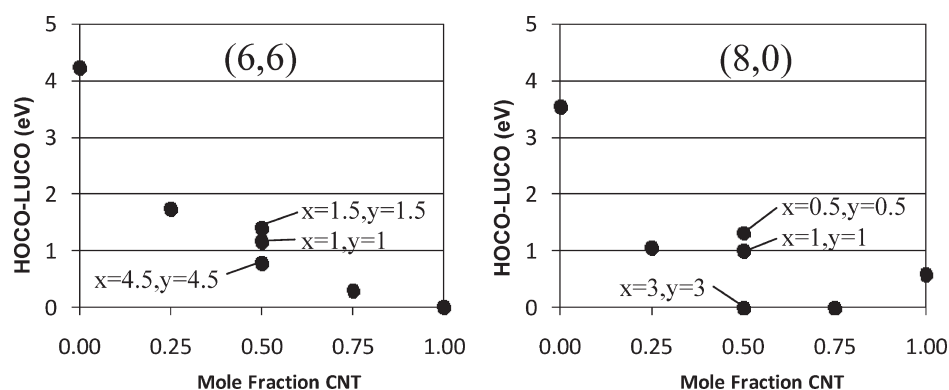 (6,6)
HOCO-LUCO (eV)
5
4
3
2
1
0
x=1.5,y=1.5
x=1,y=1
x=4.5,y=4.5
0.00 0.25 0.50 0.75 1.00
Mole Fraction CNT
(8,0)
HOCO-LUCO (eV)
5
4
3
2
1
0
x=0.5,y=0.5
x=1,y=1
x=3,y=3
0.00 0.25 0.50 0.75 1.00
Mole Fraction CNT